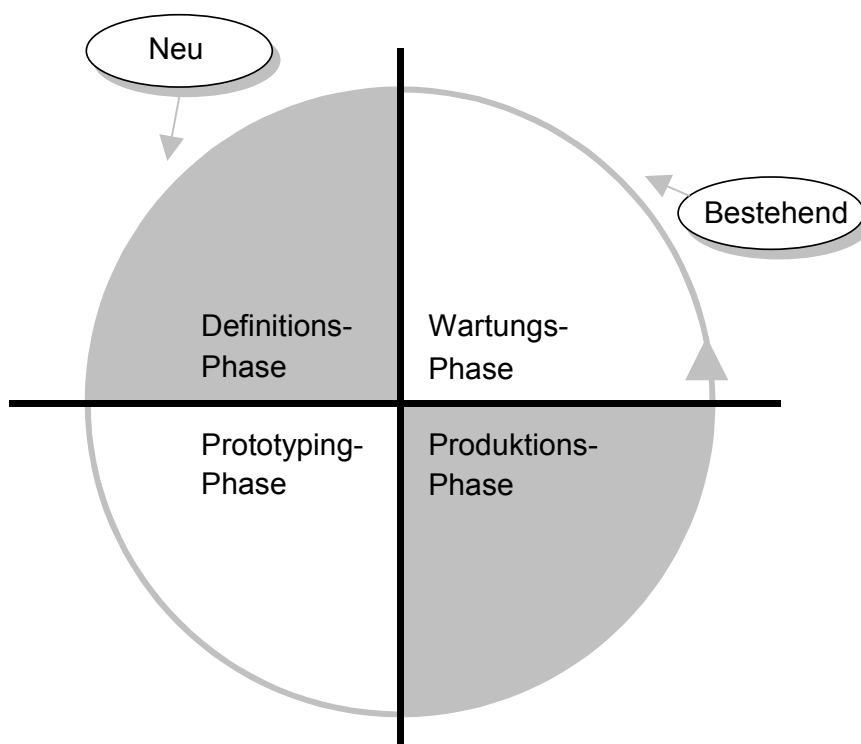 Neu
Bestehend
Definitions-
Phase
Wartungs-
Phase
Prototyping-
Phase
Produktions-
Phase